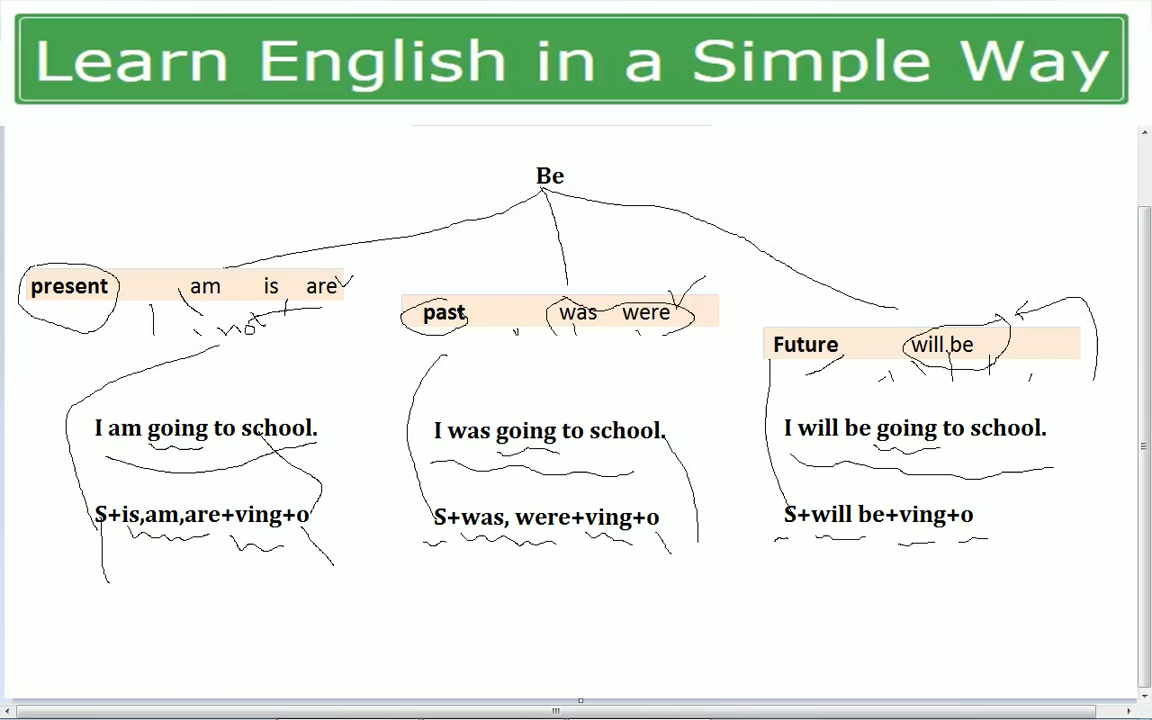 Learn English in a Simple Way
Be
present am is are
past was were
Future will be
no
I am going to school.
I was going to school.
I will be going to school.
S+is,am,are+ving+o
S+was, were+ving+o
S+will be+ving+o